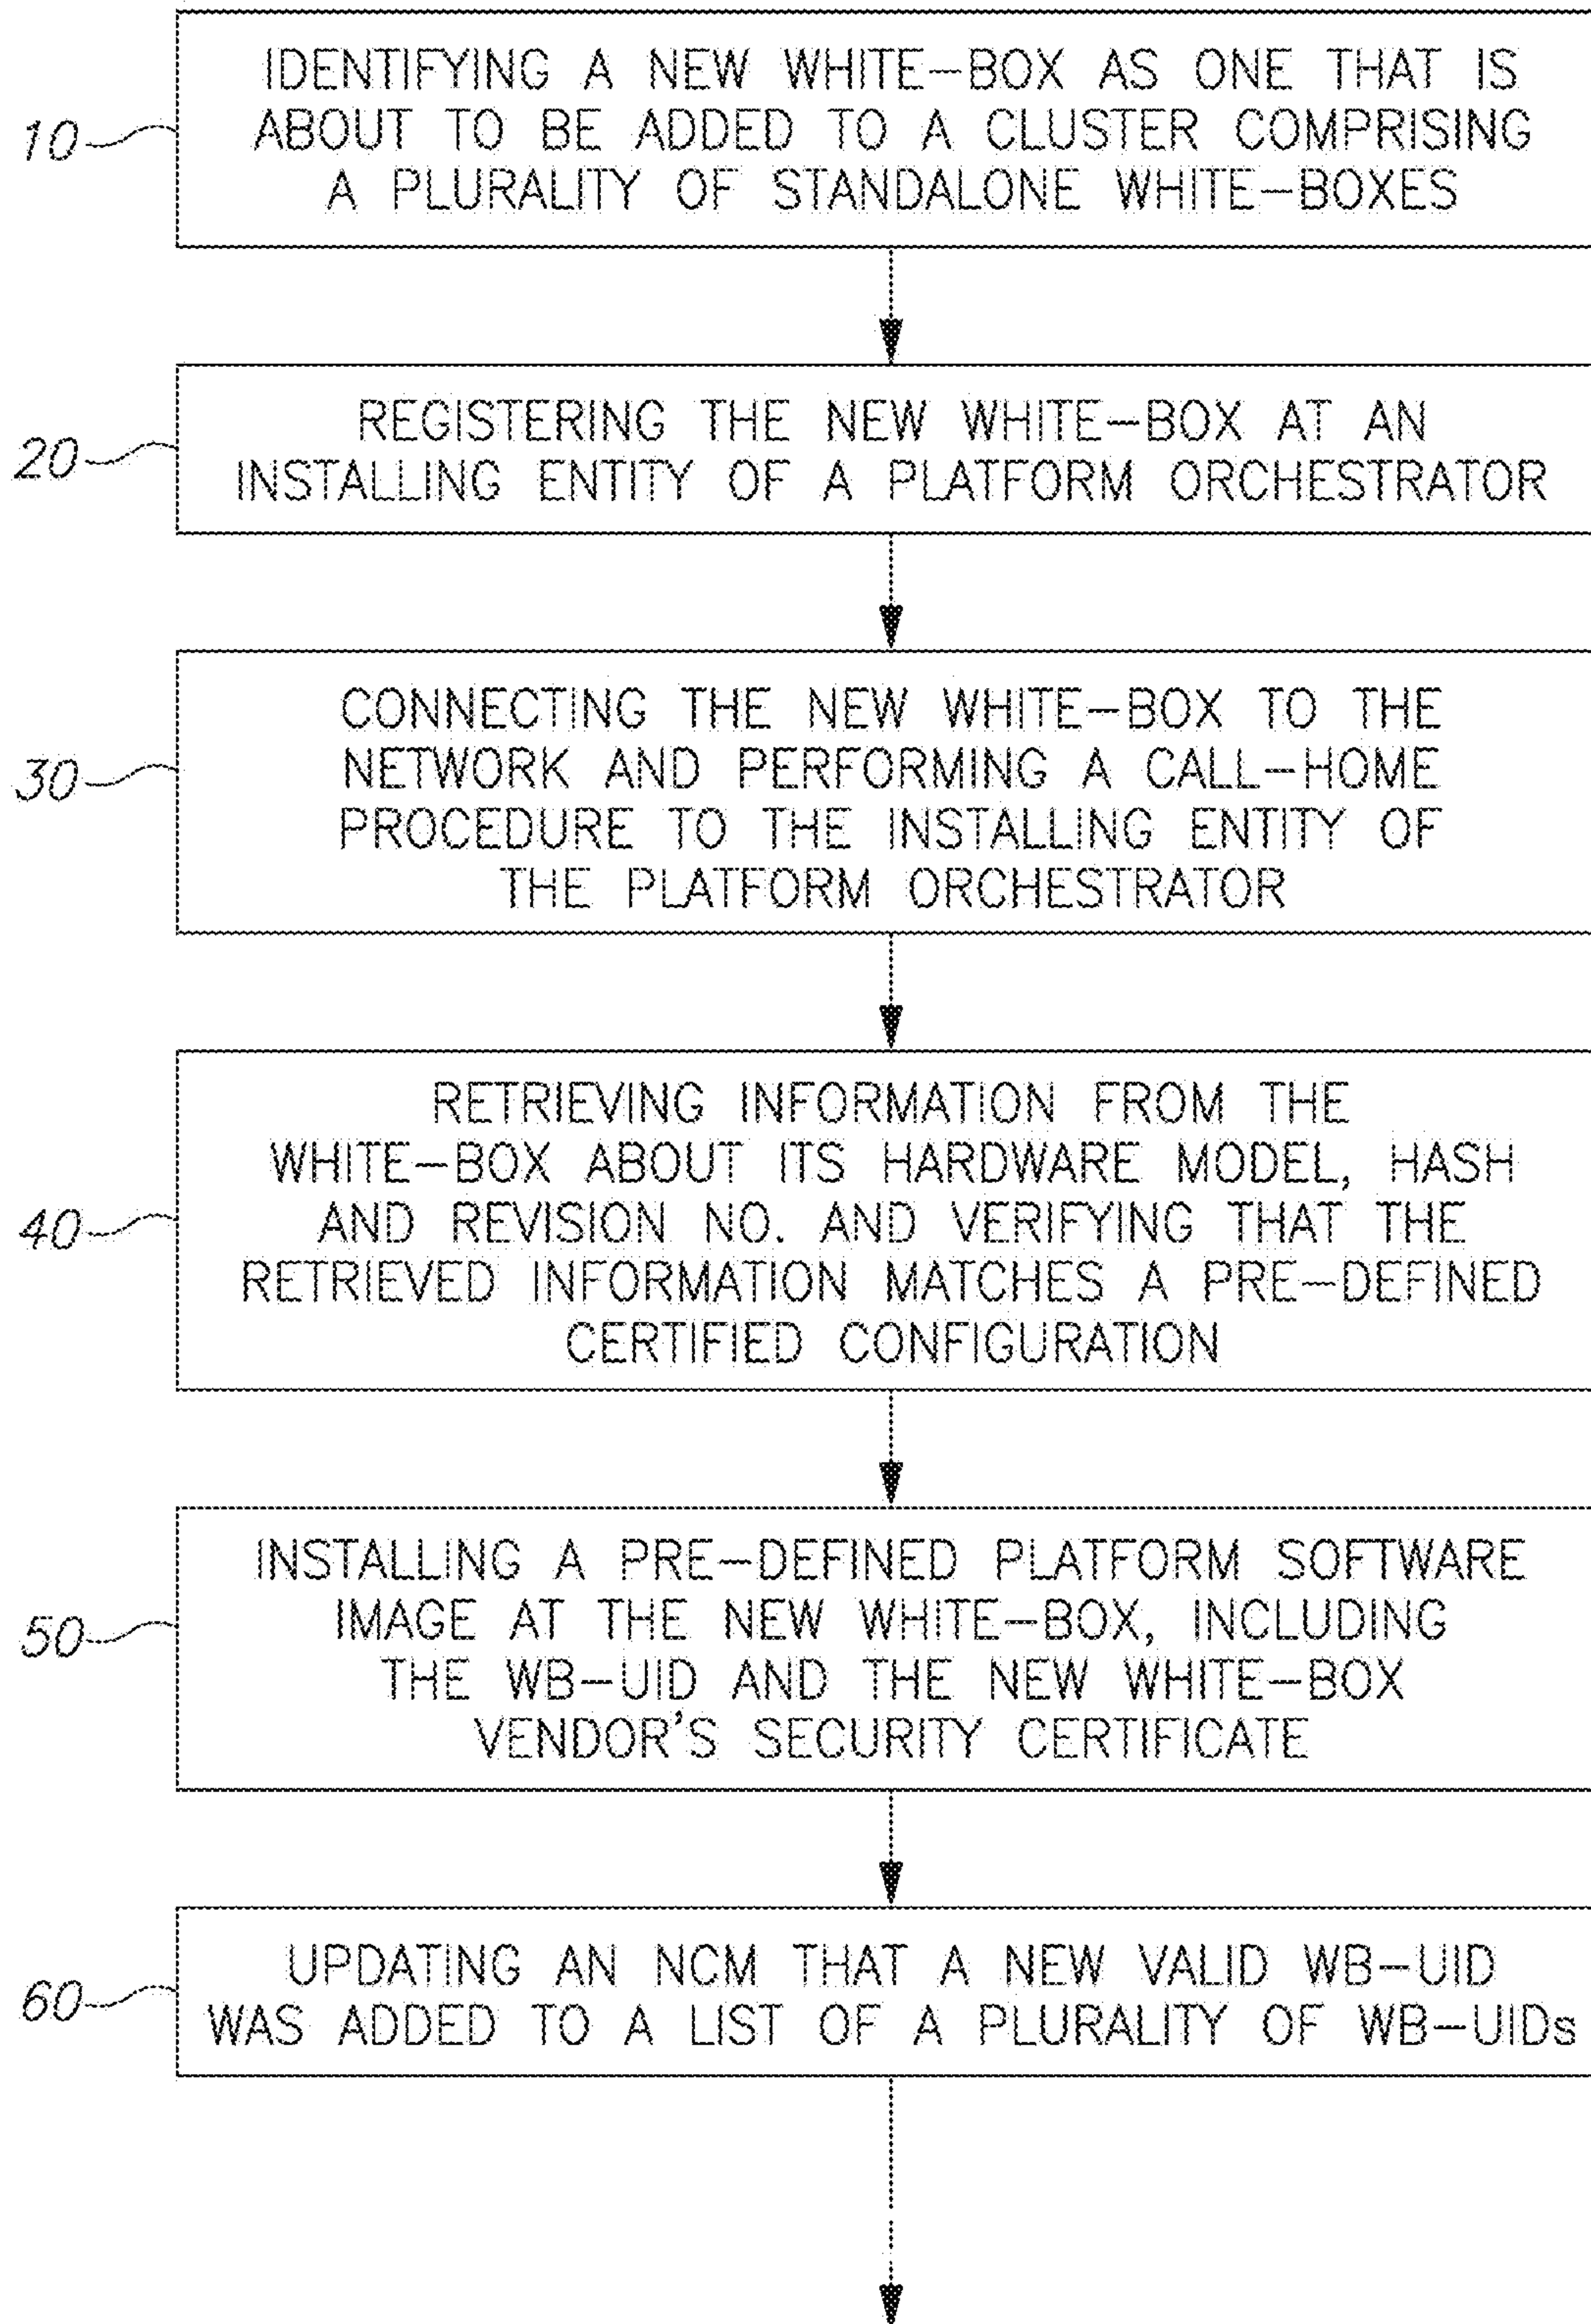 10
IDENTIFYING A NEW WHITE-BOX AS ONE THAT IS
ABOUT TO BE ADDED TO A CLUSTER COMPRISING
A PLURALITY OF STANDALONE WHITE-BOXES
20
REGISTERING THE NEW WHITE-BOX AT AN
INSTALLING ENTITY OF A PLATFORM ORCHESTRATOR
30
CONNECTING THE NEW WHITE-BOX TO THE
NETWORK AND PERFORMING A CALL-HOME
PROCEDURE TO THE INSTALLING ENTITY OF
THE PLATFORM ORCHESTRATOR
40
RETRIEVING INFORMATION FROM THE
WHITE-BOX ABOUT ITS HARDWARE MODEL, HASH
AND REVISION NO. AND VERIFYING THAT THE
RETRIEVED INFORMATION MATCHES A PRE-DEFINED
CERTIFIED CONFIGURATION
50
INSTALLING A PRE-DEFINED PLATFORM SOFTWARE
IMAGE AT THE NEW WHITE-BOX, INCLUDING
THE WB-UID AND THE NEW WHITE-BOX
VENDOR'S SECURITY CERTIFICATE
60
UPDATING AN NCM THAT A NEW VALID WB-UID
WAS ADDED TO A LIST OF A PLURALITY OF WB-UIDs